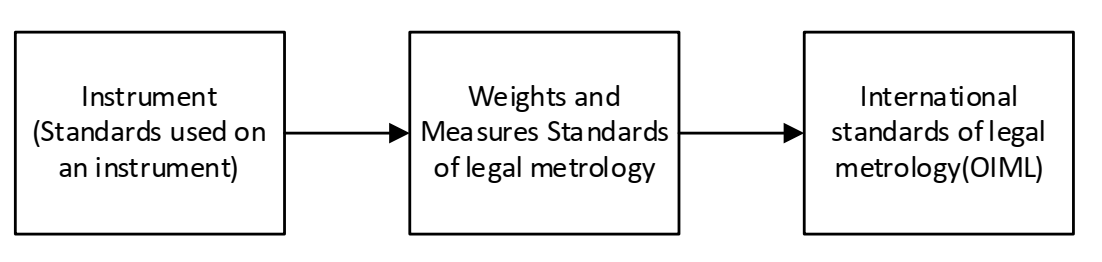 Instrument
(Standards used on
an instrument)
Weights and
Measures Standards
of legal metrology
International
standards of legal
metrology(OIML)